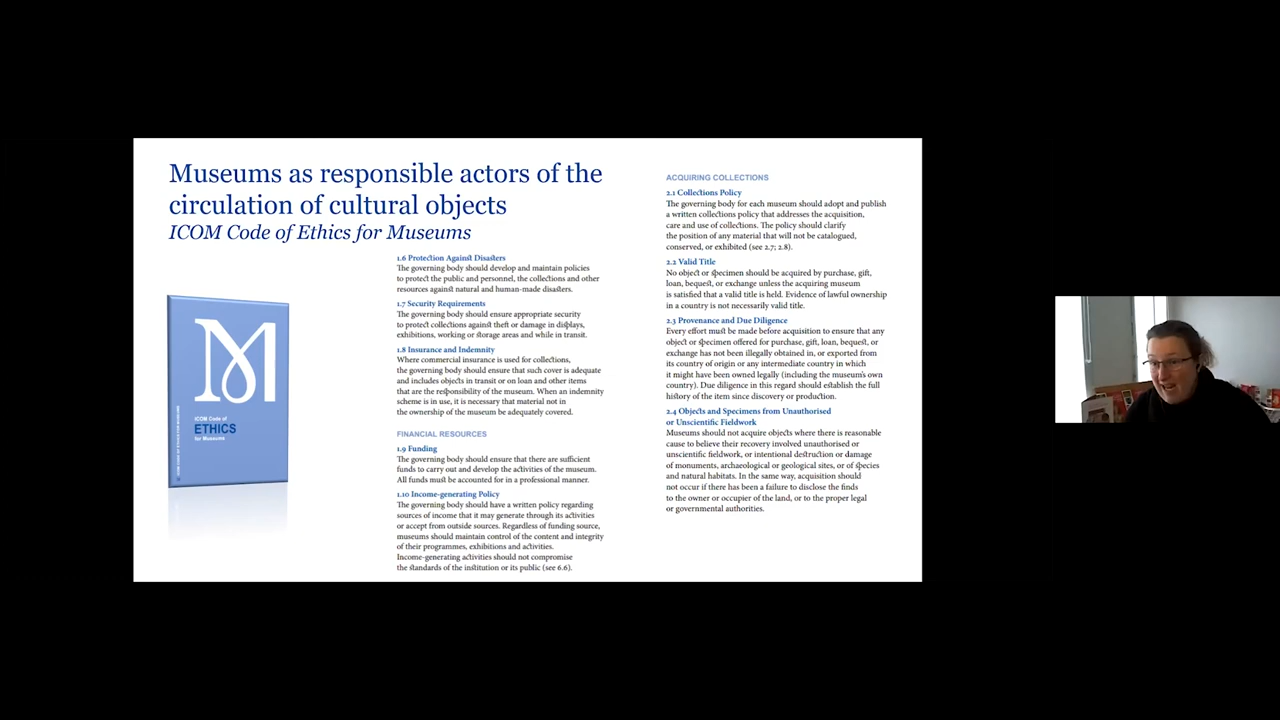 Museums as responsible actors of the
circulation of cultural objects
ICOM Code of Ethics for Museums
ICOM Code of
ETHICS
for Museums
1.6 Protection Against Disasters
The governing body should develop and maintain policies
to protect the public and personnel, the collections and other
resources against natural and human-made disasters.
1.7 Security Requirements
The governing body should ensure appropriate security
to protect collections against theft or damage in displays,
exhibitions, working or storage areas and while in transit.
1.8 Insurance and Indemnity
Where commercial insurance is used for collections,
the governing body should ensure that such cover is adequate
and includes objects in transit or on loan and other items
that are the responsibility of the museum. When an indemnity
scheme is in use, it is necessary that material not in
the ownership of the museum be adequately covered.
FINANCIAL RESOURCES
1.9 Funding
The governing body should ensure that there are sufficient
funds to carry out and develop the activities of the museum.
All funds must be accounted for in a professional manner.
1.10 Income-generating Policy
The governing body should have a written policy regarding
sources of income that it may generate through its activities
or accept from outside sources. Regardless of funding source,
museums should maintain control of the content and integrity
of their programmes, exhibitions and activities.
Income-generating activities should not compromise
the standards of the institution or its public (see 6.6).
ACQUIRING COLLECTIONS
2.1 Collections Policy
The governing body for each museum should adopt and publish
a written collections policy that addresses the acquisition,
care and use of collections. The policy should clarify
the position of any material that will not be catalogued,
conserved, or exhibited (see 2.7; 2.8).
2.2 Valid Title
No object or specimen should be acquired by purchase, gift,
loan, bequest, or exchange unless the acquiring museum
is satisfied that a valid title is held. Evidence of lawful ownership
in a country is not necessarily valid title.
2.3 Provenance and Due Diligence
Every effort must be made before acquisition to ensure that any
object or specimen offered for purchase, gift, loan, bequest, or
exchange has not been illegally obtained in, or exported from
its country of origin or any intermediate country in which
it might have been owned legally (including the museum's own
country). Due diligence in this regard should establish the full
history of the item since discovery or production.
2.4 Objects and Specimens from Unauthorised
or Unscientific Fieldwork
Museums should not acquire objects where there is reasonable
cause to believe their recovery involved unauthorised or
unscientific fieldwork, or intentional destruction or damage
of monuments, archaeological or geological sites, or of species
and natural habitats. In the same way, acquisition should
not occur if there has been a failure to disclose the finds
to the owner or occupier of the land, or to the proper legal
or governmental authorities.